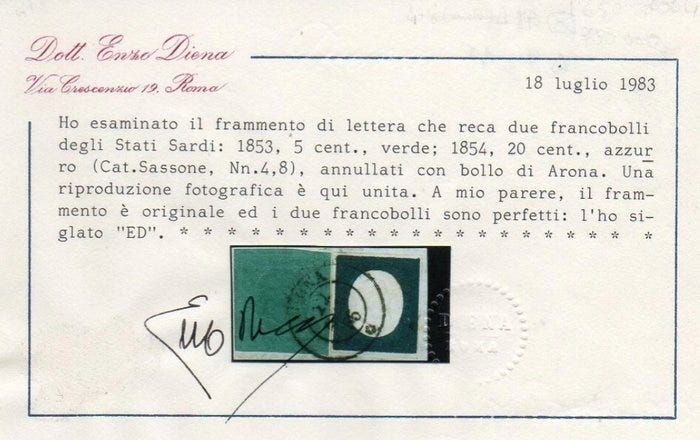 Dott. Enzo Diena
Via Crescenzio 19, Roma
18 luglio 1983
Ho esaminato il frammento di lettera che reca due francobolli
degli Stati Sardi: 1853, 5 cent., verde; 1854, 20 cent., azzur
ro (Cat.Sassone, Nn.4,8), annullati con bollo di Arona. Una
riproduzione fotografica è qui unita. A mio parere, il fram-
mento è originale ed i due francobolli sono perfetti: l'ho si-
glato "ED". * * * * * * * * * * * * * * * * * * * *